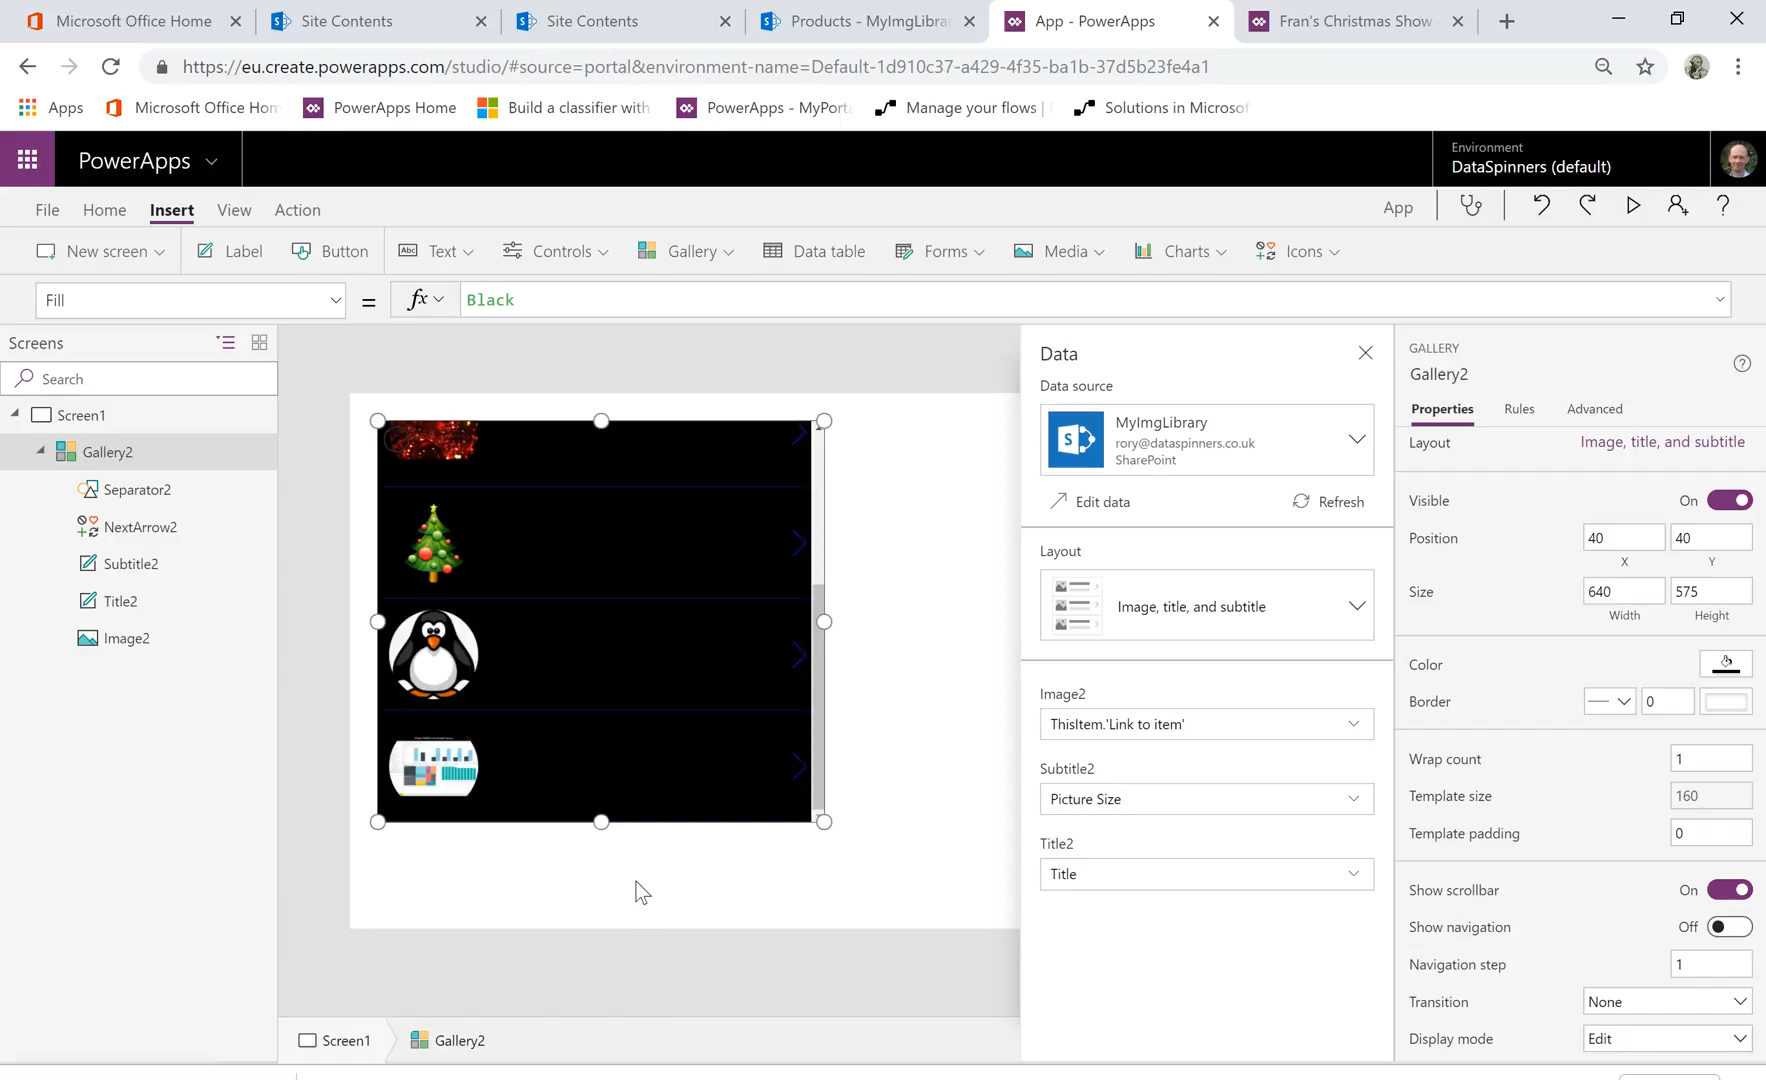 Microsoft Office Home
Site Contents
Site Contents
Products - MyImgLibrar
App - PowerApps
Fran's Christmas Show
https://eu.create.powerapps.com/studio/#source=portal&environment-name=Default-1d910c37-a429-4f35-ba1b-37d5b23fe4a1
Apps
Microsoft Office Hom
PowerApps Home
Build a classifier with
PowerApps - MyPorta
Manage your flows |
Solutions in Microsof
PowerApps
Environment
DataSpinners (default)
File
Home
Insert
View
Action
App
New screen
Label
Button
Abc
Text
Controls
Gallery
Data table
Forms
Media
Charts
Icons
Fill
=
fx
Black
Screens
Search
Screen1
Gallery2
Separator2
NextArrow2
Subtitle2
Title2
Image2
Data
Data source
MyImgLibrary
rory@dataspinners.co.uk
SharePoint
Edit data
Refresh
Layout
Image, title, and subtitle
Image2
ThisItem.'Link to item'
Subtitle2
Picture Size
Title2
Title
GALLERY
Gallery2
Properties
Rules
Advanced
Layout
Image, title, and subtitle
Visible
On
Position
40
40
X
Y
Size
640
575
Width
Height
Color
Border
0
Wrap count
1
Template size
160
Template padding
0
Show scrollbar
On
Show navigation
Off
Navigation step
1
Transition
None
Display mode
Edit
Screen1
Gallery2